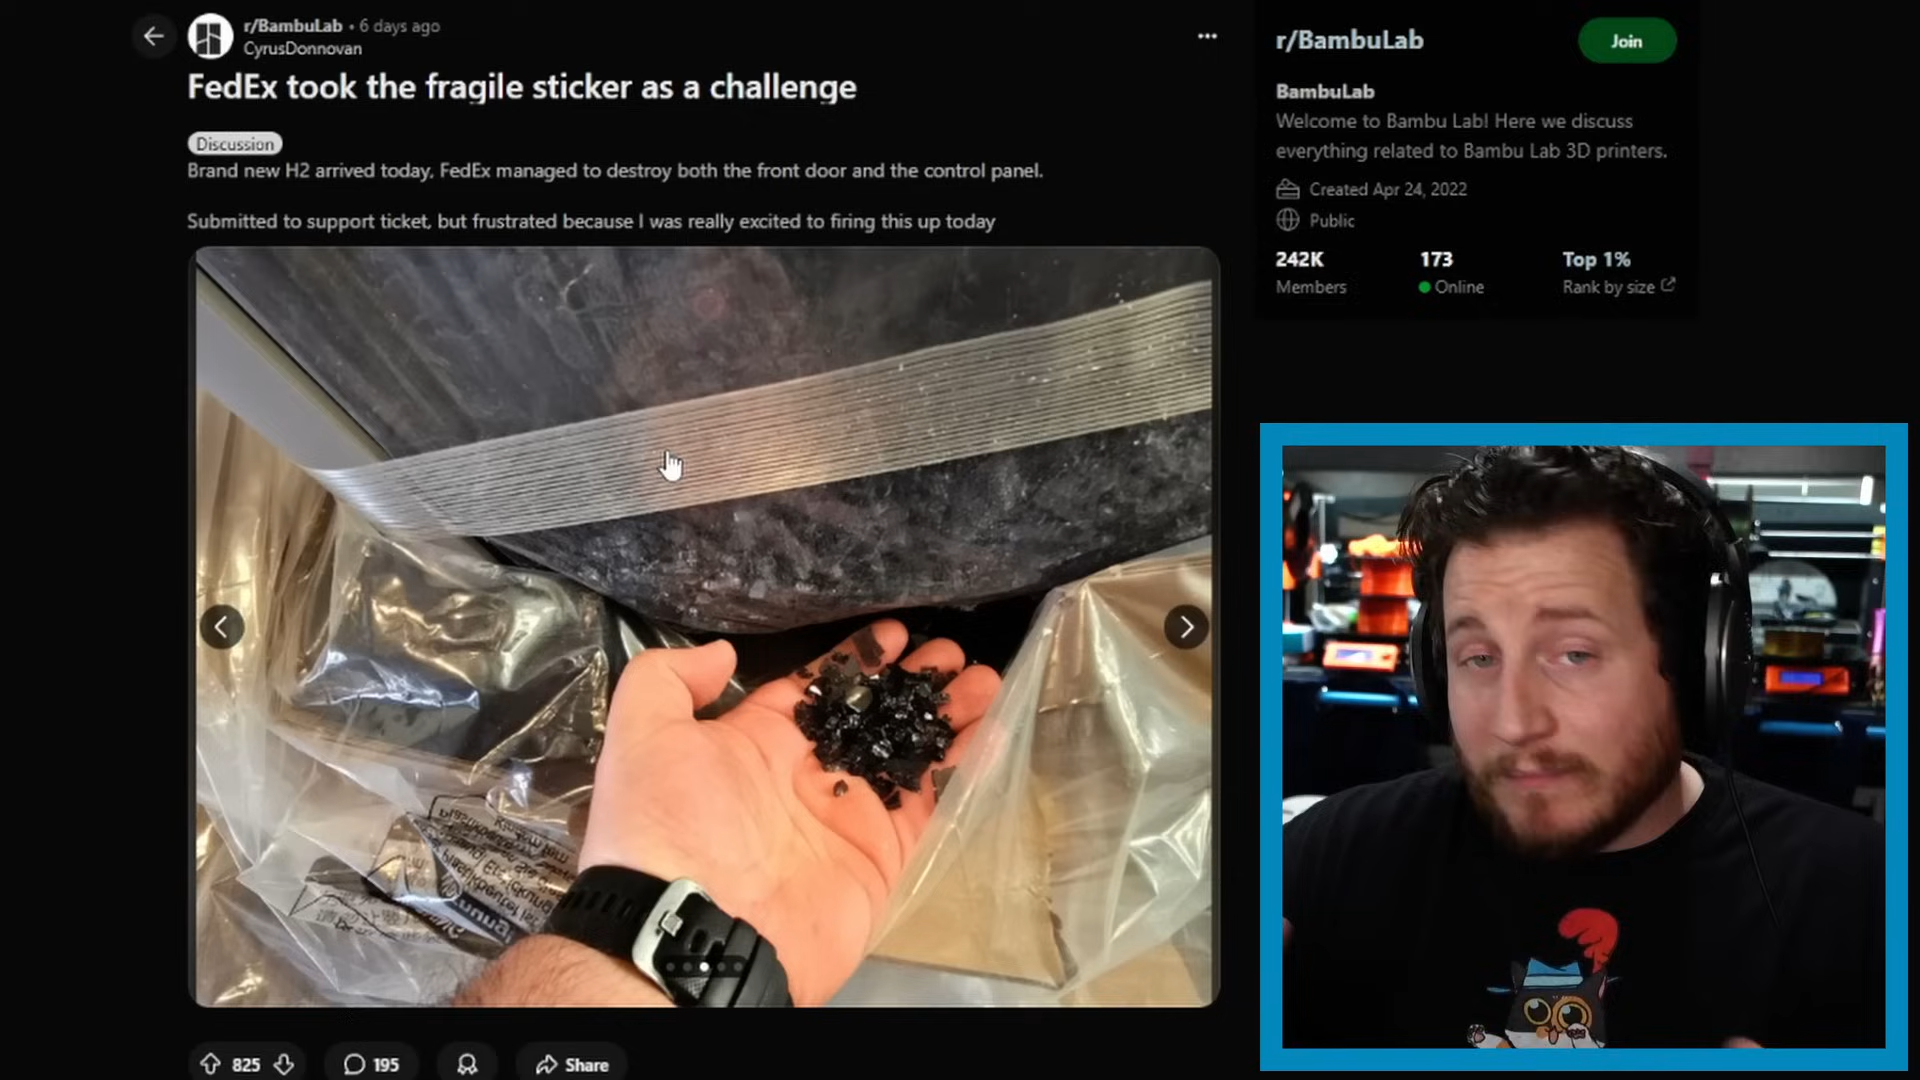 r/BambuLab • 6 days ago
CyrusDonnovan
FedEx took the fragile sticker as a challenge
Discussion
Brand new H2 arrived today, FedEx managed to destroy both the front door and the control panel.
Submitted to support ticket, but frustrated because I was really excited to firing this up today
825
195
Share
r/BambuLab
Join
BambuLab
Welcome to Bambu Lab! Here we discuss
everything related to Bambu Lab 3D printers.
Created Apr 24, 2022
Public
242K
173
Top 1%
Members
Online
Rank by size